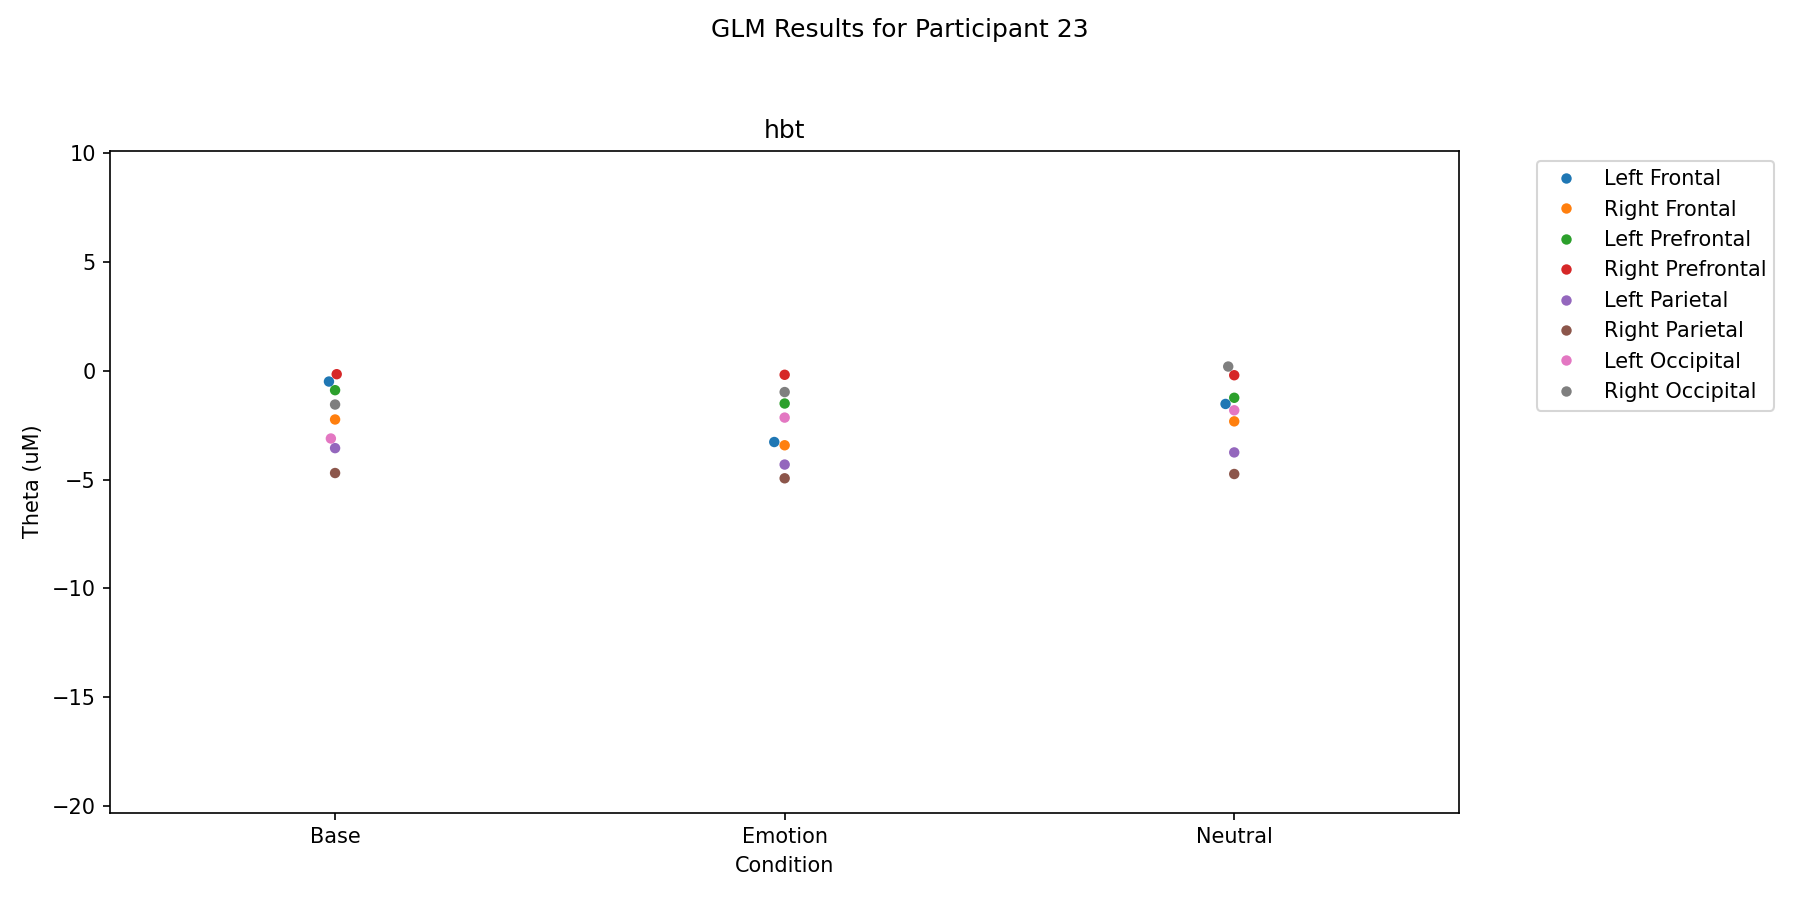 GLM Results for Participant 23
hbt
10
5
0
−5
−10
−15
−20
Theta (uM)
Base
Emotion
Neutral
Condition
Left Frontal
Right Frontal
Left Prefrontal
Right Prefrontal
Left Parietal
Right Parietal
Left Occipital
Right Occipital